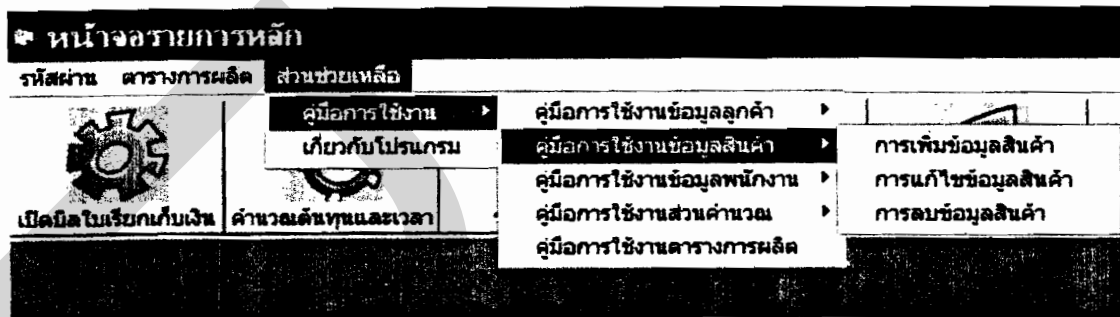 หน้าจอรายการหลัก
รหัสผ่าน ตารางการผลิต ส่วนช่วยเหลือ
คู่มือการใช้งาน
เกี่ยวกับโปรแกรม
คู่มือการใช้งานข้อมูลลูกค้า
คู่มือการใช้งานข้อมูลสินค้า
คู่มือการใช้งานข้อมูลพนักงาน
คู่มือการใช้งานส่วนคำนวณ
คู่มือการใช้งานตารางการผลิต
การเพิ่มข้อมูลสินค้า
การแก้ไขข้อมูลสินค้า
การลบข้อมูลสินค้า
เปิดบิลใบเรียกเก็บเงิน
คำนวณต้นทุนและเวลา